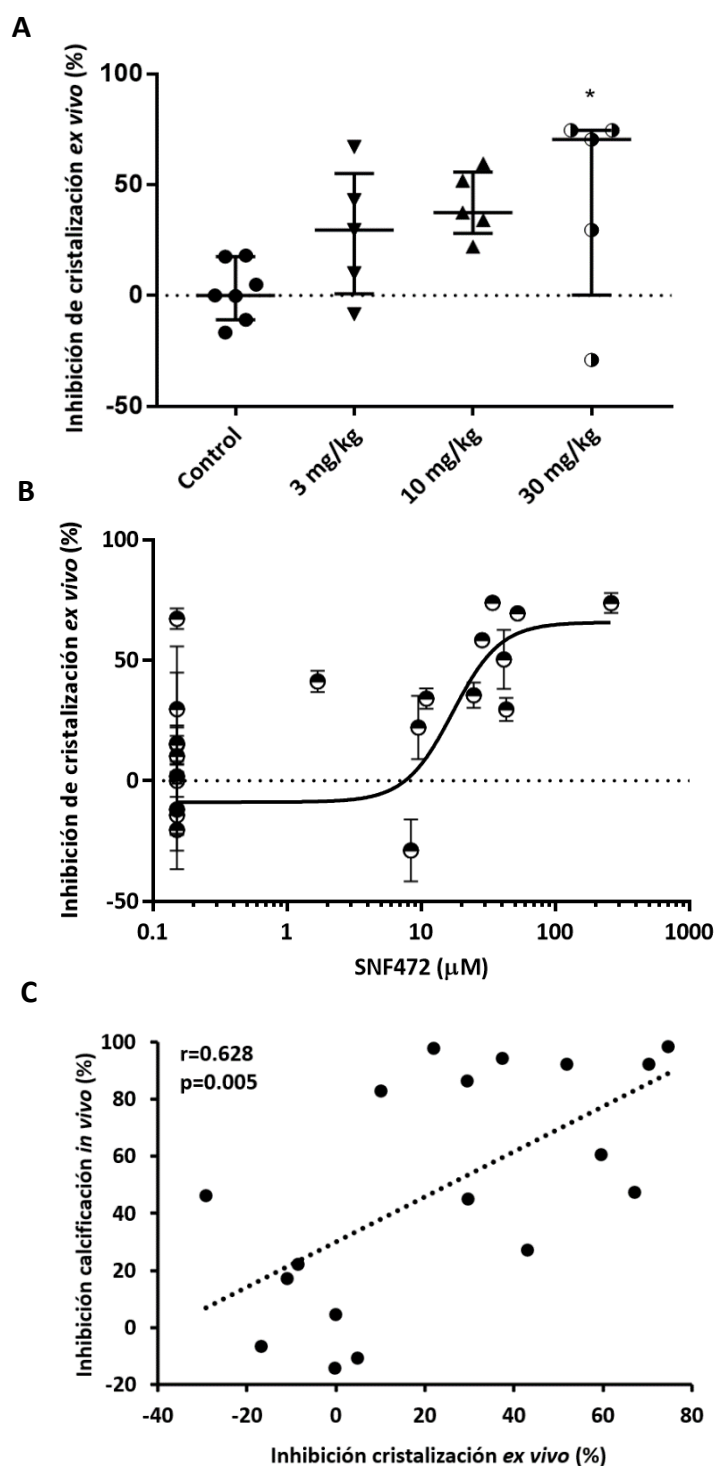 A
Inhibición de cristalización ex vivo (%)
100
50
0
-50
*
Control
3 mg/kg
10 mg/kg
30 mg/kg
B
Inhibición de cristalización ex vivo (%)
100
50
0
-50
0.1
1
10
100
1000
SNF472 (μM)
C
Inhibición calcificación in vivo (%)
100
80
60
40
20
0
-20
r=0.628
p=0.005
-40
-20
0
20
40
60
80
Inhibición cristalización ex vivo (%)